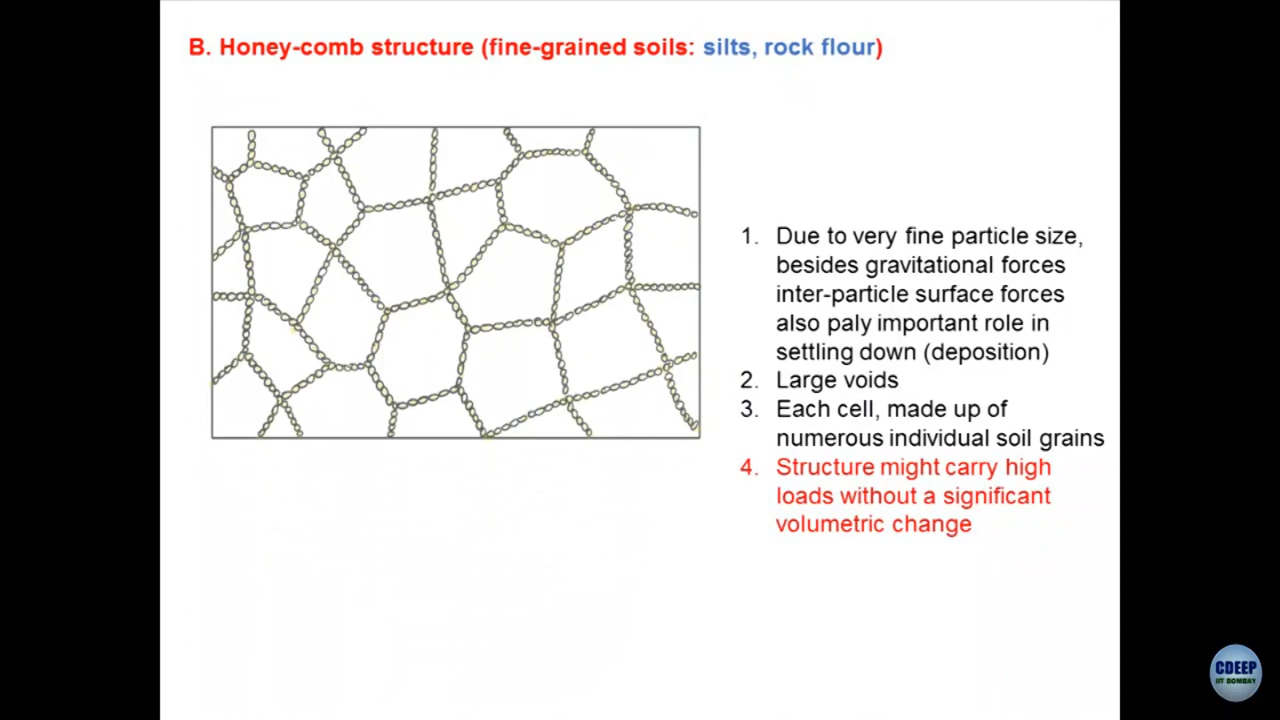 B. Honey-comb structure (fine-grained soils: silts, rock flour)
1. Due to very fine particle size,
besides gravitational forces
inter-particle surface forces
also paly important role in
settling down (deposition)
2. Large voids
3. Each cell, made up of
numerous individual soil grains
4. Structure might carry high
loads without a significant
volumetric change
CDEEP
IIT BOMBAY